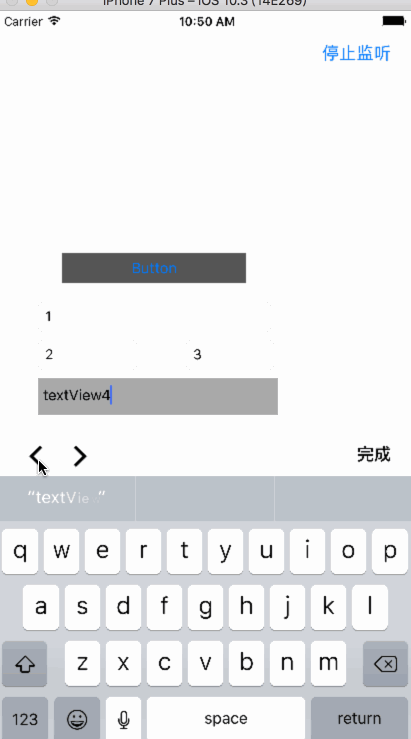 iPhone 7 Plus – iOS 10.3 (14E269)
Carrier 10:50 AM
停止监听
Button
1
2 3
textView4
完成
“textVie
q w e r t y u i o p
a s d f g h j k l
z x c v b n m
123 space return